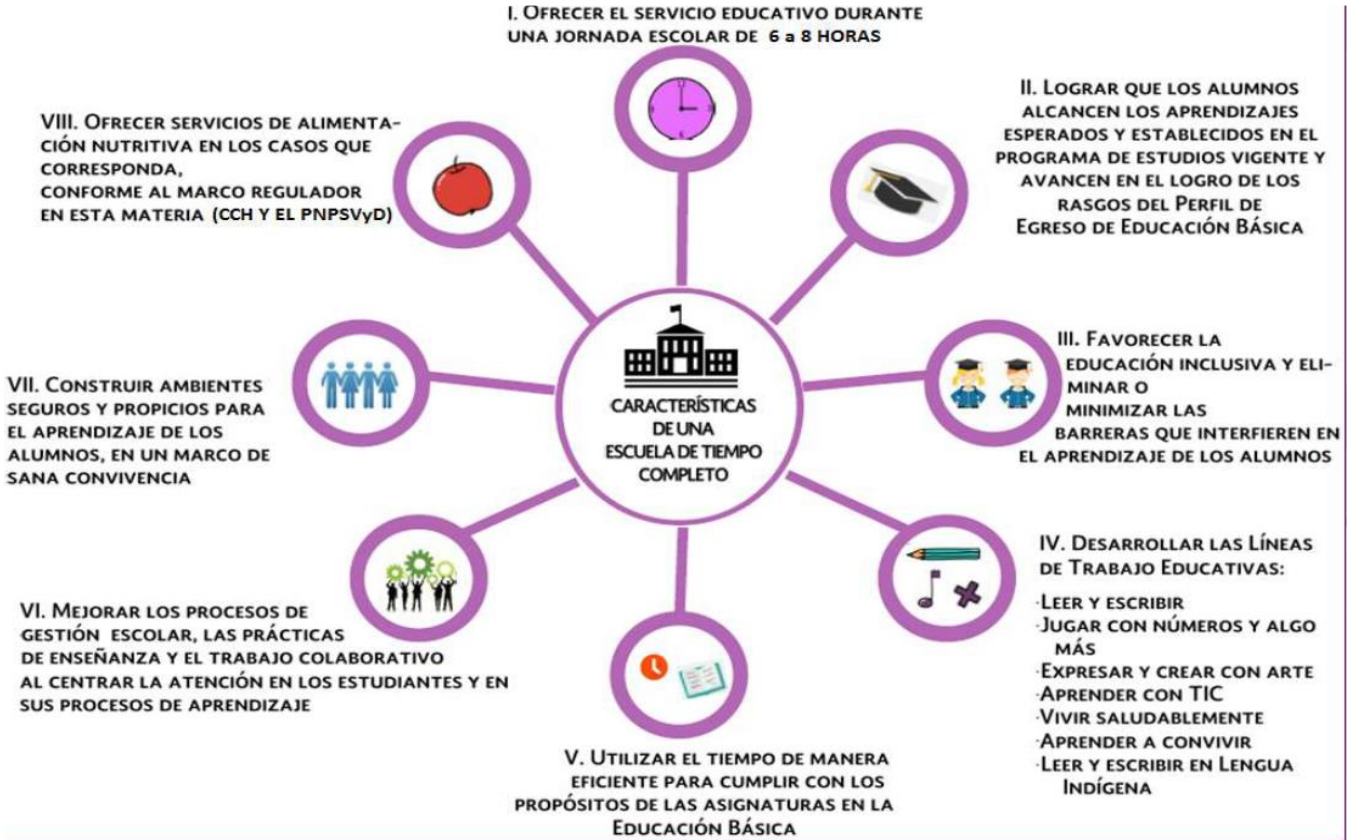 I. OFRECER EL SERVICIO EDUCATIVO DURANTE
UNA JORNADA ESCOLAR DE 6 a 8 HORAS
II. LOGRAR QUE LOS ALUMNOS
ALCANCEN LOS APRENDIZAJES
ESPERADOS Y ESTABLECIDOS EN EL
PROGRAMA DE ESTUDIOS VIGENTE Y
AVANCEN EN EL LOGRO DE LOS
RASGOS DEL PERFIL DE
EGRESO DE EDUCACIÓN BÁSICA
III. FAVORECER LA
EDUCACIÓN INCLUSIVA Y ELI-
MINAR O
MINIMIZAR LAS
BARRERAS QUE INTERFIEREN EN
EL APRENDIZAJE DE LOS ALUMNOS
IV. DESARROLLAR LAS LÍNEAS
DE TRABAJO EDUCATIVAS:
·LEER Y ESCRIBIR
·JUGAR CON NÚMEROS Y ALGO
MÁS
·EXPRESAR Y CREAR CON ARTE
·APRENDER CON TIC
·VIVIR SALUDABLEMENTE
·APRENDER A CONVIVIR
·LEER Y ESCRIBIR EN LENGUA
INDÍGENA
V. UTILIZAR EL TIEMPO DE MANERA
EFICIENTE PARA CUMPLIR CON LOS
PROPÓSITOS DE LAS ASIGNATURAS EN LA
EDUCACIÓN BÁSICA
VI. MEJORAR LOS PROCESOS DE
GESTIÓN ESCOLAR, LAS PRÁCTICAS
DE ENSEÑANZA Y EL TRABAJO COLABORATIVO
AL CENTRAR LA ATENCIÓN EN LOS ESTUDIANTES Y EN
SUS PROCESOS DE APRENDIZAJE
VII. CONSTRUIR AMBIENTES
SEGUROS Y PROPICIOS PARA
EL APRENDIZAJE DE LOS
ALUMNOS, EN UN MARCO DE
SANA CONVIVENCIA
VIII. OFRECER SERVICIOS DE ALIMENTA-
CIÓN NUTRITIVA EN LOS CASOS QUE
CORRESPONDA,
CONFORME AL MARCO REGULADOR
EN ESTA MATERIA (CCH Y EL PNPSVyD)
CARACTERÍSTICAS
DE UNA
ESCUELA DE TIEMPO
COMPLETO